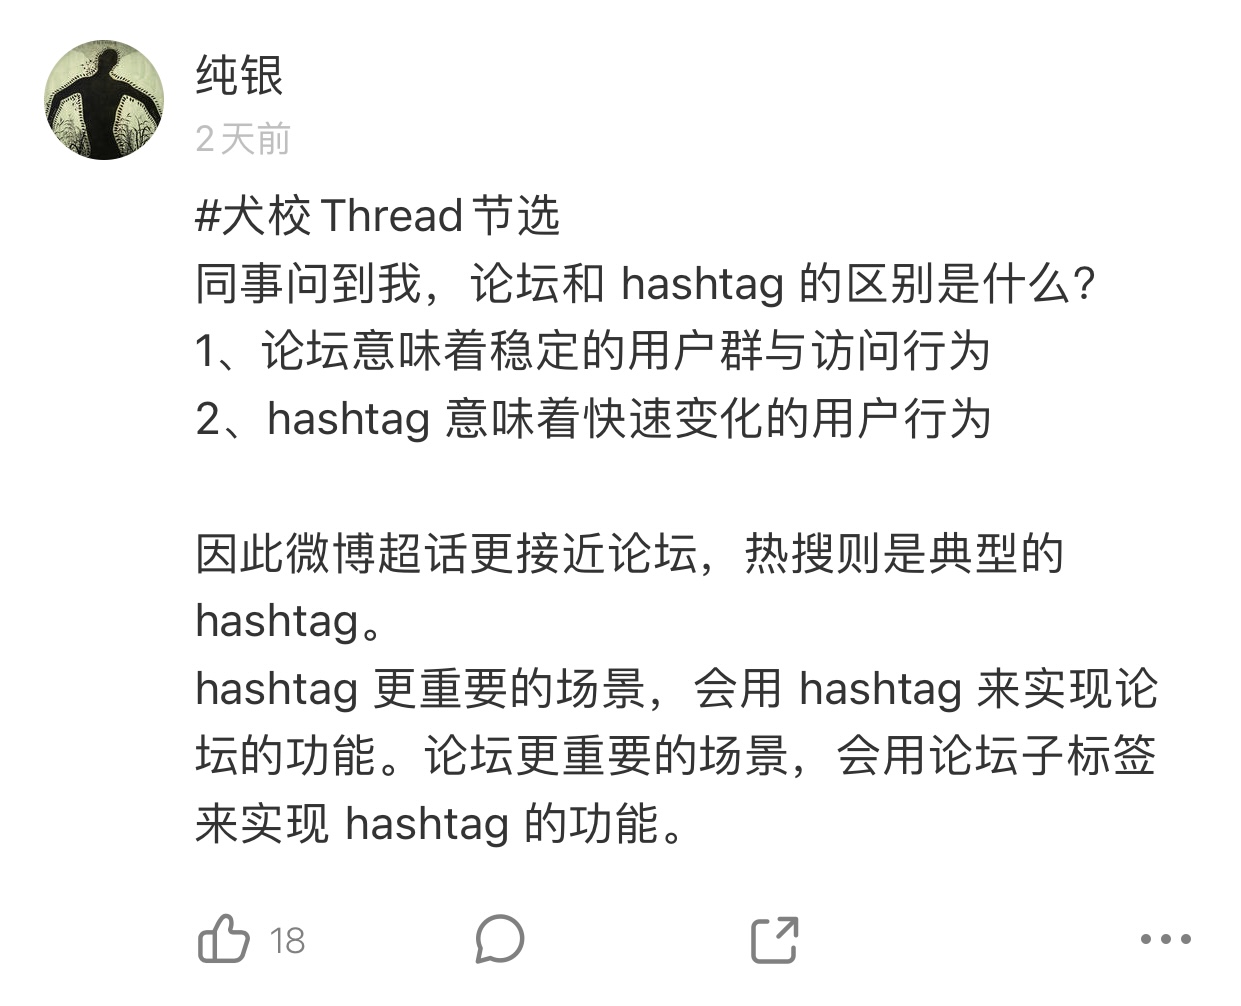 纯银
2天前
#犬校Thread节选
同事问到我，论坛和 hashtag 的区别是什么？
1、论坛意味着稳定的用户群与访问行为
2、hashtag 意味着快速变化的用户行为
因此微博超话更接近论坛，热搜则是典型的
hashtag。
hashtag 更重要的场景，会用 hashtag 来实现论
坛的功能。论坛更重要的场景，会用论坛子标签
来实现 hashtag 的功能。
18